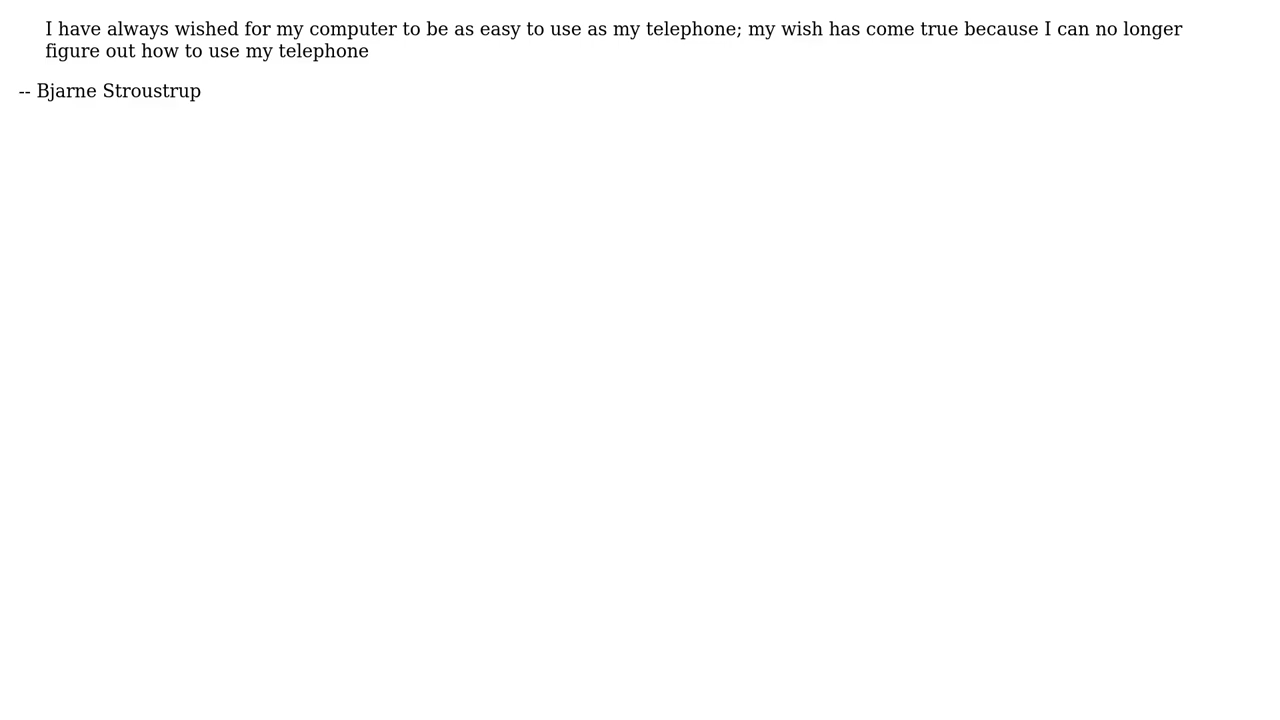 I have always wished for my computer to be as easy to use as my telephone; my wish has come true because I can no longer
figure out how to use my telephone
-- Bjarne Stroustrup